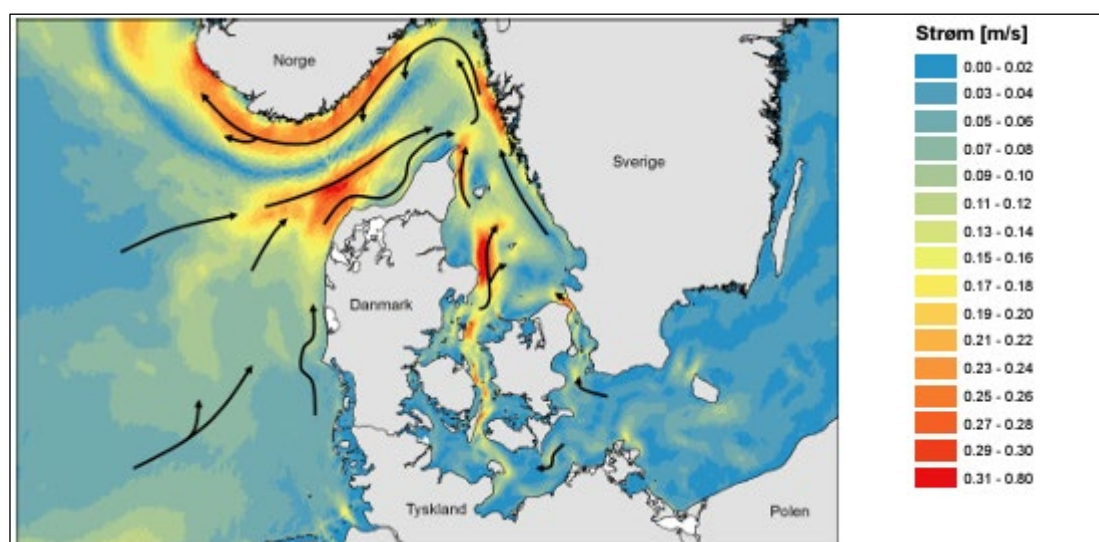 Norge
Sverige
Danmark
Tyskland
Polen
Strøm [m/s]
0.00 - 0.02
0.03 - 0.04
0.05 - 0.06
0.07 - 0.08
0.09 - 0.10
0.11 - 0.12
0.13 - 0.14
0.15 - 0.16
0.17 - 0.18
0.19 - 0.20
0.21 - 0.22
0.23 - 0.24
0.25 - 0.26
0.27 - 0.28
0.29 - 0.30
0.31 - 0.80